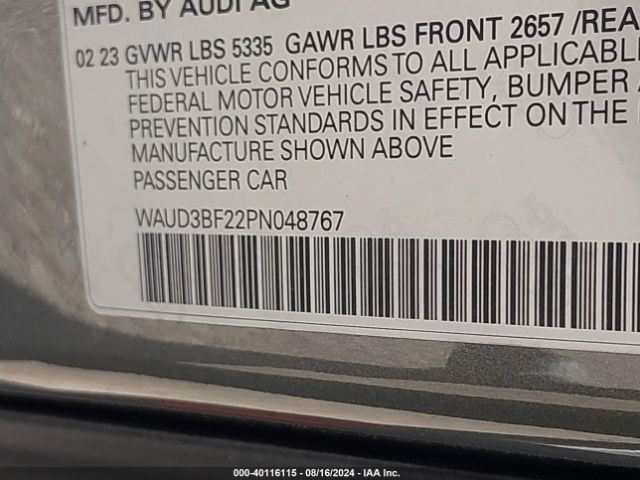 MFD. BY AUDI AG
02 23 GVWR LBS 5335 GAWR LBS FRONT 2657 /REA
THIS VEHICLE CONFORMS TO ALL APPLICABLE
FEDERAL MOTOR VEHICLE SAFETY, BUMPER A
PREVENTION STANDARDS IN EFFECT ON THE
MANUFACTURE SHOWN ABOVE
PASSENGER CAR
WAUD3BF22PN048767
000-40116115 - 08/16/2024 - IAA Inc.